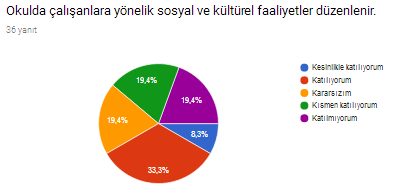 Okulda çalışanlara yönelik sosyal ve kültürel faaliyetler düzenlenir.
36 yanıt
19,4%
19,4%
19,4%
8,3%
33,3%
Kesinlikle katılıyorum
Katılıyorum
Kararsızım
Kısmen katılıyorum
Katılmıyorum